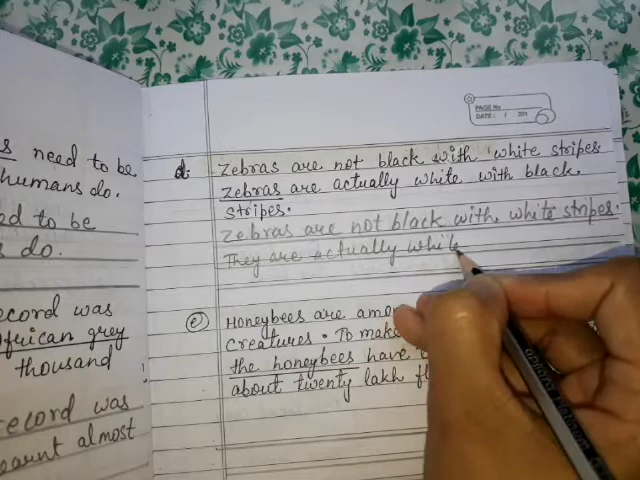 PAGE No
DATE: / 201
s need to be
humans do.
ed to be
s do.
ecord was
African grey
thousand
record was
earnt almost
d. Zebras are not black with white stripes
Zebras are actually white with black
stripes.
Zebras are not black with white stripes.
They are actually white
(e) Honeybees are amo
creatures. To make
the honeybees have
about twenty lakh fl